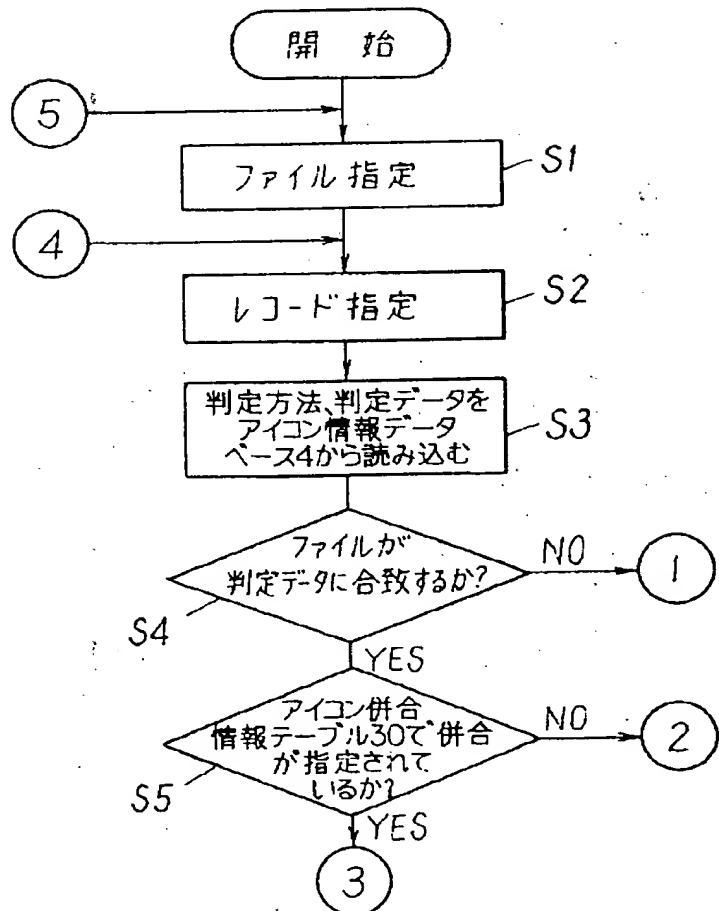 開始
5
ファイル指定
S1
4
レコード指定
S2
判定方法、判定データを
アイコン情報データ
ベース4から読み込む
S3
ファイルが
判定データに合致するか?
NO
1
S4
YES
アイコン併合
情報テーブル30で併合
が指定されて
いるか?
NO
2
S5
YES
3